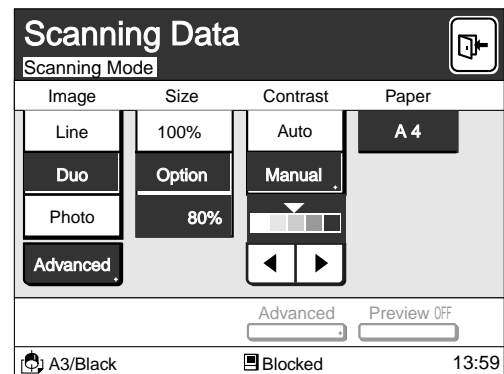 Scanning Data
Scanning Mode
Image Size Contrast Paper
Line 100% Auto A 4
Duo Option Manual
Photo 80%
Advanced
Advanced Preview OFF
A3/Black Blocked 13:59